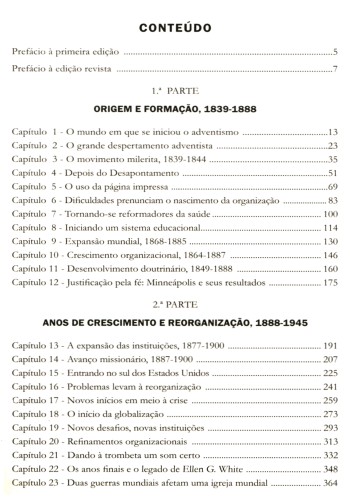 CONTEÚDO
Prefácio à primeira edição ........ 5
Prefácio à edição revista ........ 7
1.ª PARTE
ORIGEM E FORMAÇÃO, 1839-1888
Capítulo 1 - O mundo em que se iniciou o adventismo ........ 13
Capítulo 2 - O grande despertamento adventista ........ 23
Capítulo 3 - O movimento milerita, 1839-1844 ........ 35
Capítulo 4 - Depois do Desapontamento ........ 51
Capítulo 5 - O uso da página impressa ........ 69
Capítulo 6 - Dificuldades prenunciam o nascimento da organização ........ 83
Capítulo 7 - Tornando-se reformadores da saúde ........ 100
Capítulo 8 - Iniciando um sistema educacional ........ 114
Capítulo 9 - Expansão mundial, 1868-1885 ........ 130
Capítulo 10 - Crescimento organizacional, 1864-1887 ........ 146
Capítulo 11 - Desenvolvimento doutrinário, 1849-1888 ........ 160
Capítulo 12 - Justificação pela fé: Minneápolis e seus resultados ........ 175
2.ª PARTE
ANOS DE CRESCIMENTO E REORGANIZAÇÃO, 1888-1945
Capítulo 13 - A expansão das instituições, 1877-1900 ........ 191
Capítulo 14 - Avanço missionário, 1887-1900 ........ 207
Capítulo 15 - Entrando no sul dos Estados Unidos ........ 225
Capítulo 16 - Problemas levam à reorganização ........ 241
Capítulo 17 - Novos inícios em meio à crise ........ 259
Capítulo 18 - O início da globalização ........ 273
Capítulo 19 - Novos desafios, novas instituições ........ 293
Capítulo 20 - Refinamentos organizacionais ........ 313
Capítulo 21 - Dando à trombeta um som certo ........ 332
Capítulo 22 - Os anos finais e o legado de Ellen G. White ........ 348
Capítulo 23 - Duas guerras mundiais afetam uma igreja mundial ........ 364